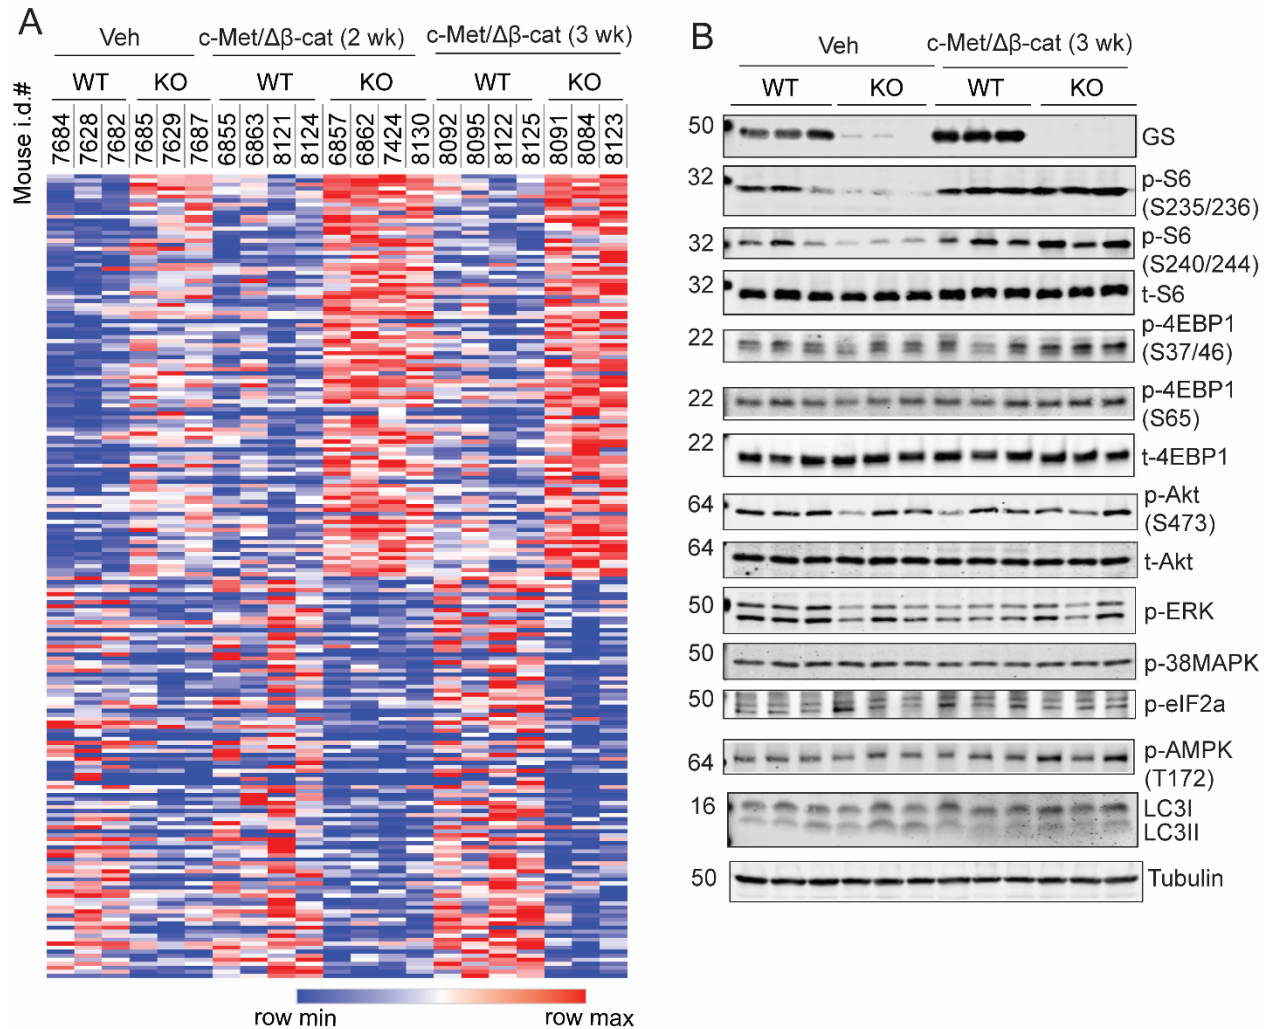 A
Veh
c-Met/Δβ-cat (2 wk)
c-Met/Δβ-cat (3 wk)
WT
KO
WT
KO
WT
KO
Mouse i.d.#
7684
7628
7682
7685
7629
7687
6855
6863
8121
8124
6857
6862
7424
8130
8092
8095
8122
8125
8091
8084
8123
row min
row max
B
Veh
c-Met/Δβ-cat (3 wk)
WT
KO
WT
KO
50
GS
32
p-S6
(S235/236)
32
p-S6
(S240/244)
32
t-S6
22
p-4EBP1
(S37/46)
22
p-4EBP1
(S65)
22
t-4EBP1
64
p-Akt
(S473)
64
t-Akt
50
p-ERK
50
p-38MAPK
50
p-eIF2a
64
p-AMPK
(T172)
16
LC3I
LC3II
50
Tubulin